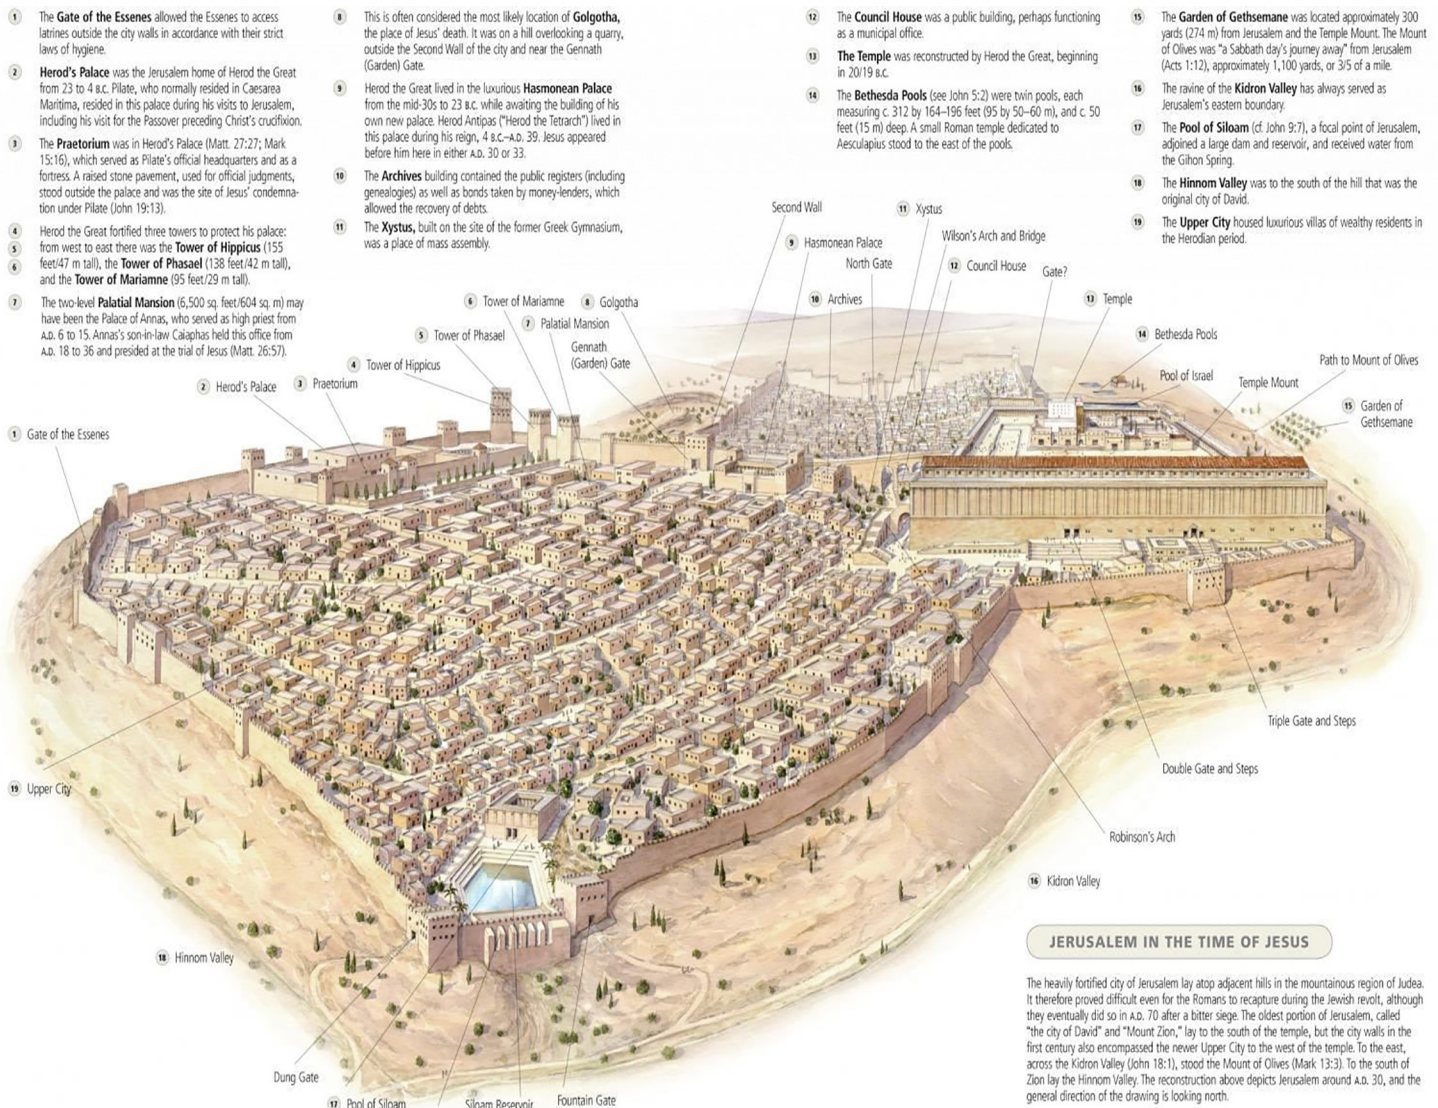 1 The Gate of the Essenes allowed the Essenes to access
latrines outside the city walls in accordance with their strict
laws of hygiene.
2 Herod's Palace was the Jerusalem home of Herod the Great
from 23 to 4 B.C. Pilate, who normally resided in Caesarea
Maritima, resided in this palace during his visits to Jerusalem,
including his visit for the Passover preceding Christ's crucifixion.
3 The Praetorium was in Herod's Palace (Matt. 27:27; Mark
15:16), which served as Pilate's official headquarters and as a
fortress. A raised stone pavement, used for official judgments,
stood outside the palace and was the site of Jesus' condemna-
tion under Pilate (John 19:13).
4 Herod the Great fortified three towers to protect his palace:
5 from west to east there was the Tower of Hippicus (155
6 feet/47 m tall), the Tower of Phasael (138 feet/42 m tall),
and the Tower of Mariamne (95 feet/29 m tall).
7 The two-level Palatial Mansion (6,500 sq. feet/604 sq. m) may
have been the Palace of Annas, who served as high priest from
A.D. 6 to 15. Annas's son-in-law Caiaphas held this office from
A.D. 18 to 36 and presided at the trial of Jesus (Matt. 26:57).
8 This is often considered the most likely location of Golgotha,
the place of Jesus' death. It was on a hill overlooking a quarry,
outside the Second Wall of the city and near the Gennath
(Garden) Gate.
9 Herod the Great lived in the luxurious Hasmonean Palace
from the mid-30s to 23 B.C. while awaiting the building of his
own new palace. Herod Antipas ("Herod the Tetrarch") lived in
this palace during his reign, 4 B.C.–A.D. 39. Jesus appeared
before him here in either A.D. 30 or 33.
10 The Archives building contained the public registers (including
genealogies) as well as bonds taken by money-lenders, which
allowed the recovery of debts.
11 The Xystus, built on the site of the former Greek Gymnasium,
was a place of mass assembly.
12 The Council House was a public building, perhaps functioning
as a municipal office.
13 The Temple was reconstructed by Herod the Great, beginning
in 20/19 B.C.
14 The Bethesda Pools (see John 5:2) were twin pools, each
measuring c. 312 by 164–196 feet (95 by 50–60 m), and c. 50
feet (15 m) deep. A small Roman temple dedicated to
Aesculapius stood to the east of the pools.
15 The Garden of Gethsemane was located approximately 300
yards (274 m) from Jerusalem and the Temple Mount. The Mount
of Olives was "a Sabbath day's journey away" from Jerusalem
(Acts 1:12), approximately 1,100 yards, or 3/5 of a mile.
16 The ravine of the Kidron Valley has always served as
Jerusalem's eastern boundary.
17 The Pool of Siloam (cf. John 9:7), a focal point of Jerusalem,
adjoined a large dam and reservoir, and received water from
the Gihon Spring.
18 The Hinnom Valley was to the south of the hill that was the
original city of David.
19 The Upper City housed luxurious villas of wealthy residents in
the Herodian period.
Second Wall
11 Xystus
9 Hasmonean Palace
Wilson's Arch and Bridge
North Gate
12 Council House
Gate?
10 Archives
13 Temple
6 Tower of Mariamne
8 Golgotha
7 Palatial Mansion
5 Tower of Phasael
14 Bethesda Pools
Gennath
(Garden) Gate
4 Tower of Hippicus
Path to Mount of Olives
Pool of Israel
Temple Mount
2 Herod's Palace
3 Praetorium
15 Garden of
Gethsemane
1 Gate of the Essenes
Triple Gate and Steps
Double Gate and Steps
19 Upper City
Robinson's Arch
16 Kidron Valley
18 Hinnom Valley
Dung Gate
17 Pool of Siloam
Siloam Reservoir
Fountain Gate
JERUSALEM IN THE TIME OF JESUS
The heavily fortified city of Jerusalem lay atop adjacent hills in the mountainous region of Judea.
It therefore proved difficult even for the Romans to recapture during the Jewish revolt, although
they eventually did so in A.D. 70 after a bitter siege. The oldest portion of Jerusalem, called
"the city of David" and "Mount Zion," lay to the south of the temple, but the city walls in the
first century also encompassed the newer Upper City to the west of the temple. To the east,
across the Kidron Valley (John 18:1), stood the Mount of Olives (Mark 13:3). To the south of
Zion lay the Hinnom Valley. The reconstruction above depicts Jerusalem around A.D. 30, and the
general direction of the drawing is looking north.